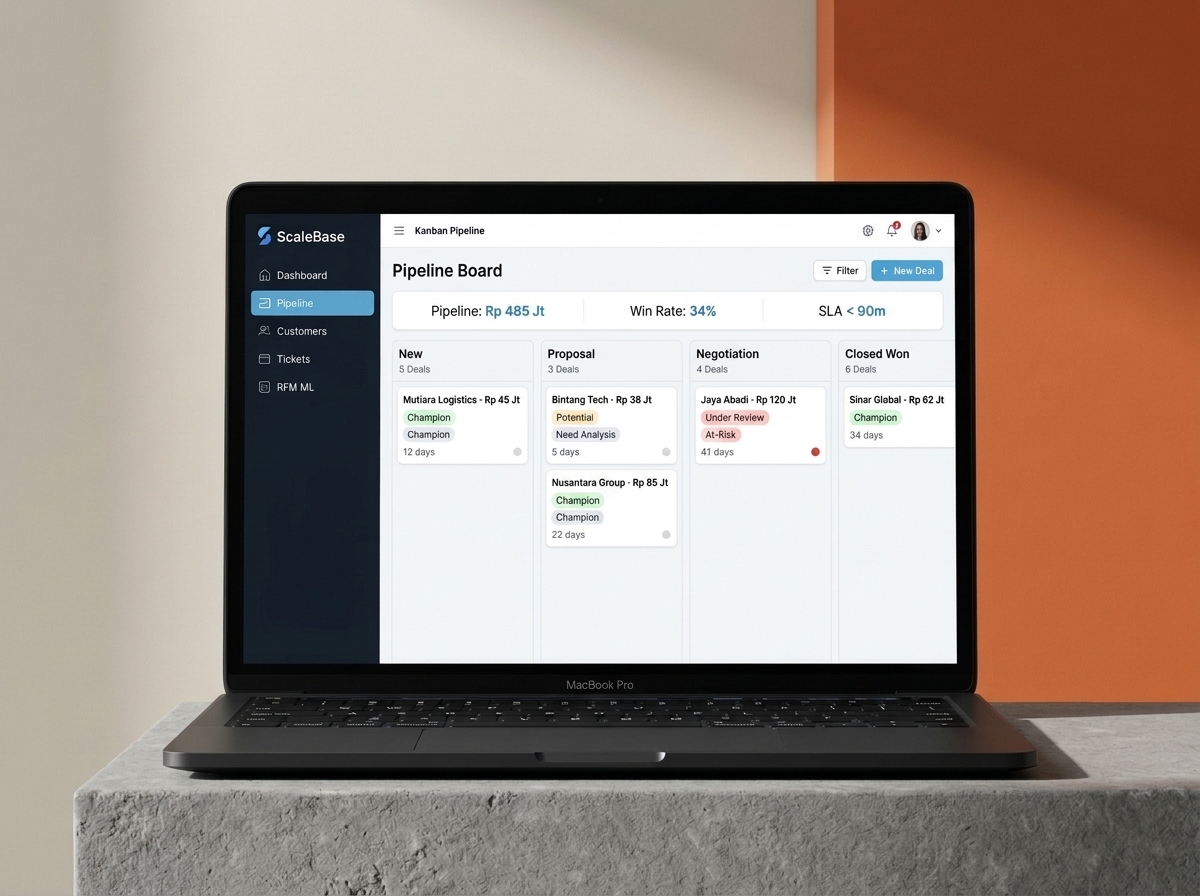 ScaleBase
Dashboard
Pipeline
Customers
Tickets
RFM ML
Kanban Pipeline
Pipeline Board
Filter
+ New Deal
Pipeline: Rp 485 Jt
Win Rate: 34%
SLA < 90m
New
5 Deals
Mutiara Logistics - Rp 45 Jt
Champion
Champion
12 days
Proposal
3 Deals
Bintang Tech · Rp 38 Jt
Potential
Need Analysis
5 days
Nusantara Group · Rp 85 Jt
Champion
Champion
22 days
Negotiation
4 Deals
Jaya Abadi - Rp 120 Jt
Under Review
At-Risk
41 days
Closed Won
6 Deals
Sinar Glabal - Rp 62 Jt
Champion
34 days
MacBook Pro